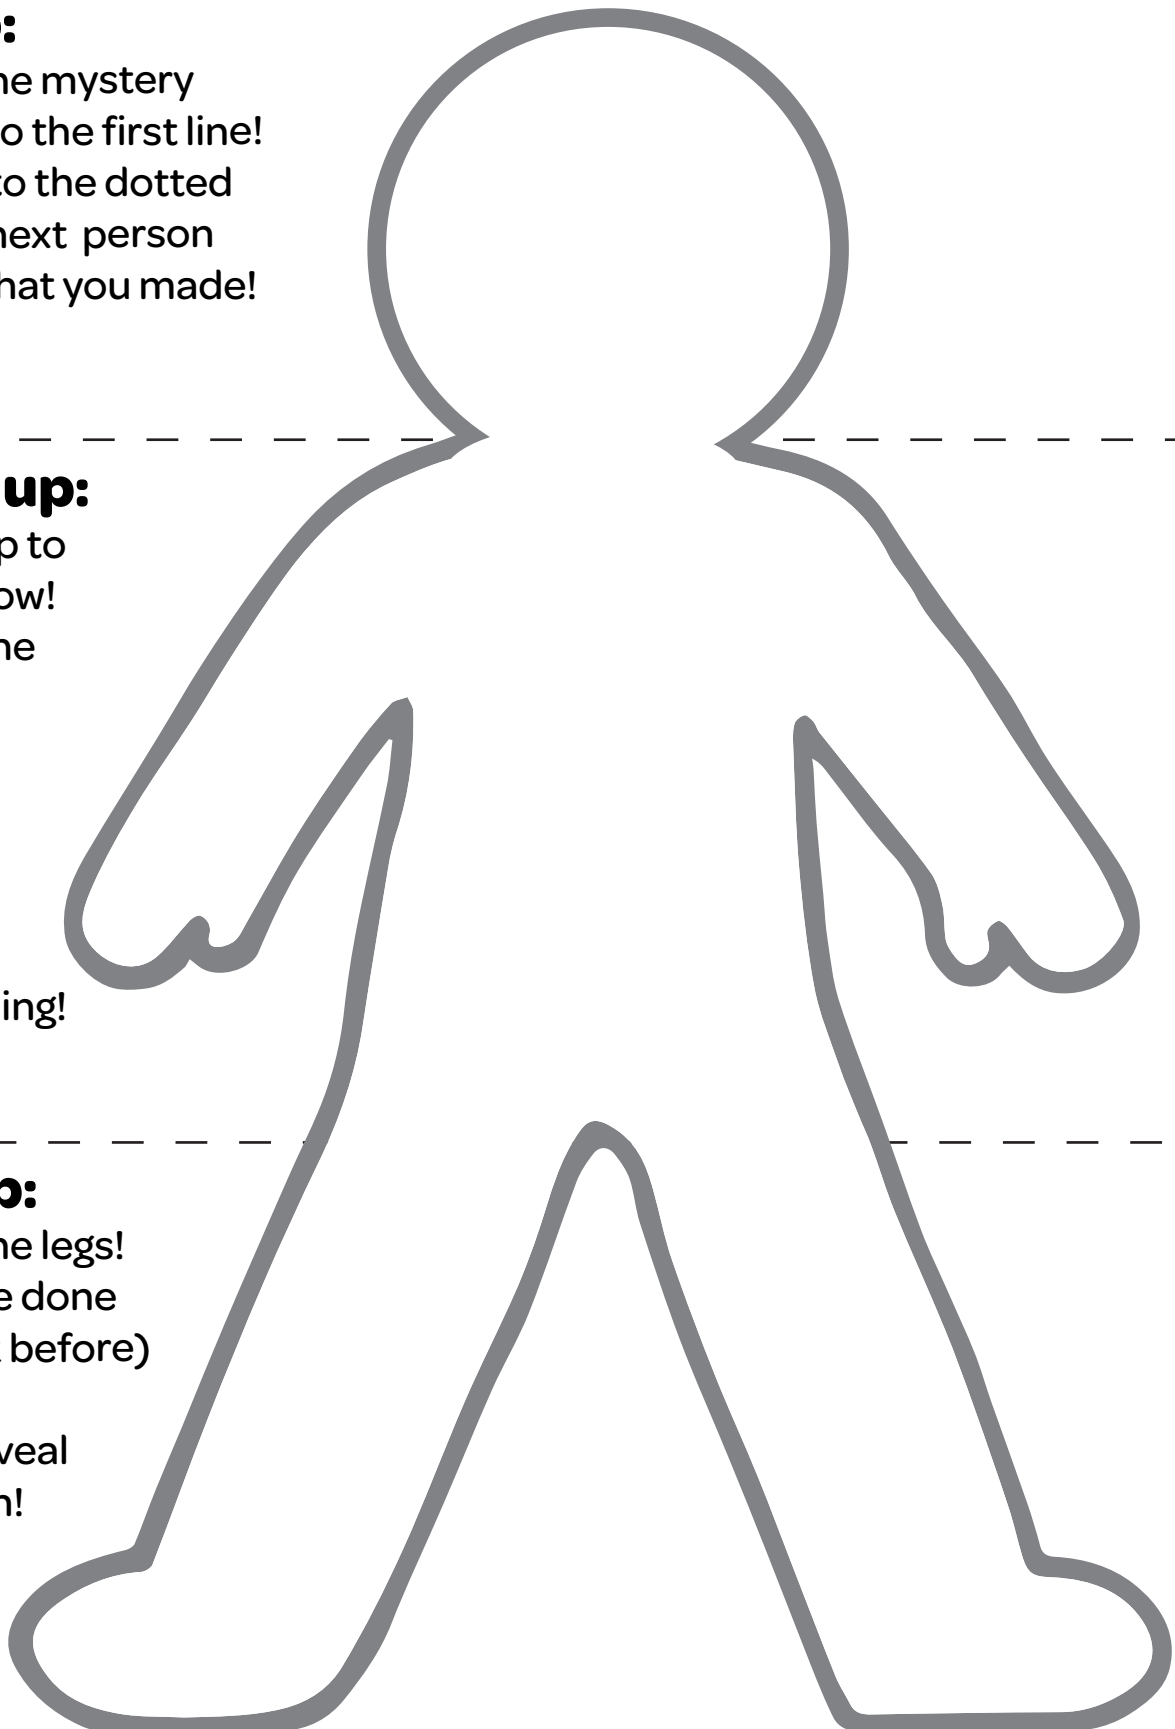 :
he mystery
o the first line!
to the dotted
next person
hat you made!
up:
p to
ow!
he
ing!
p:
he legs!
e done
before)
veal
n!